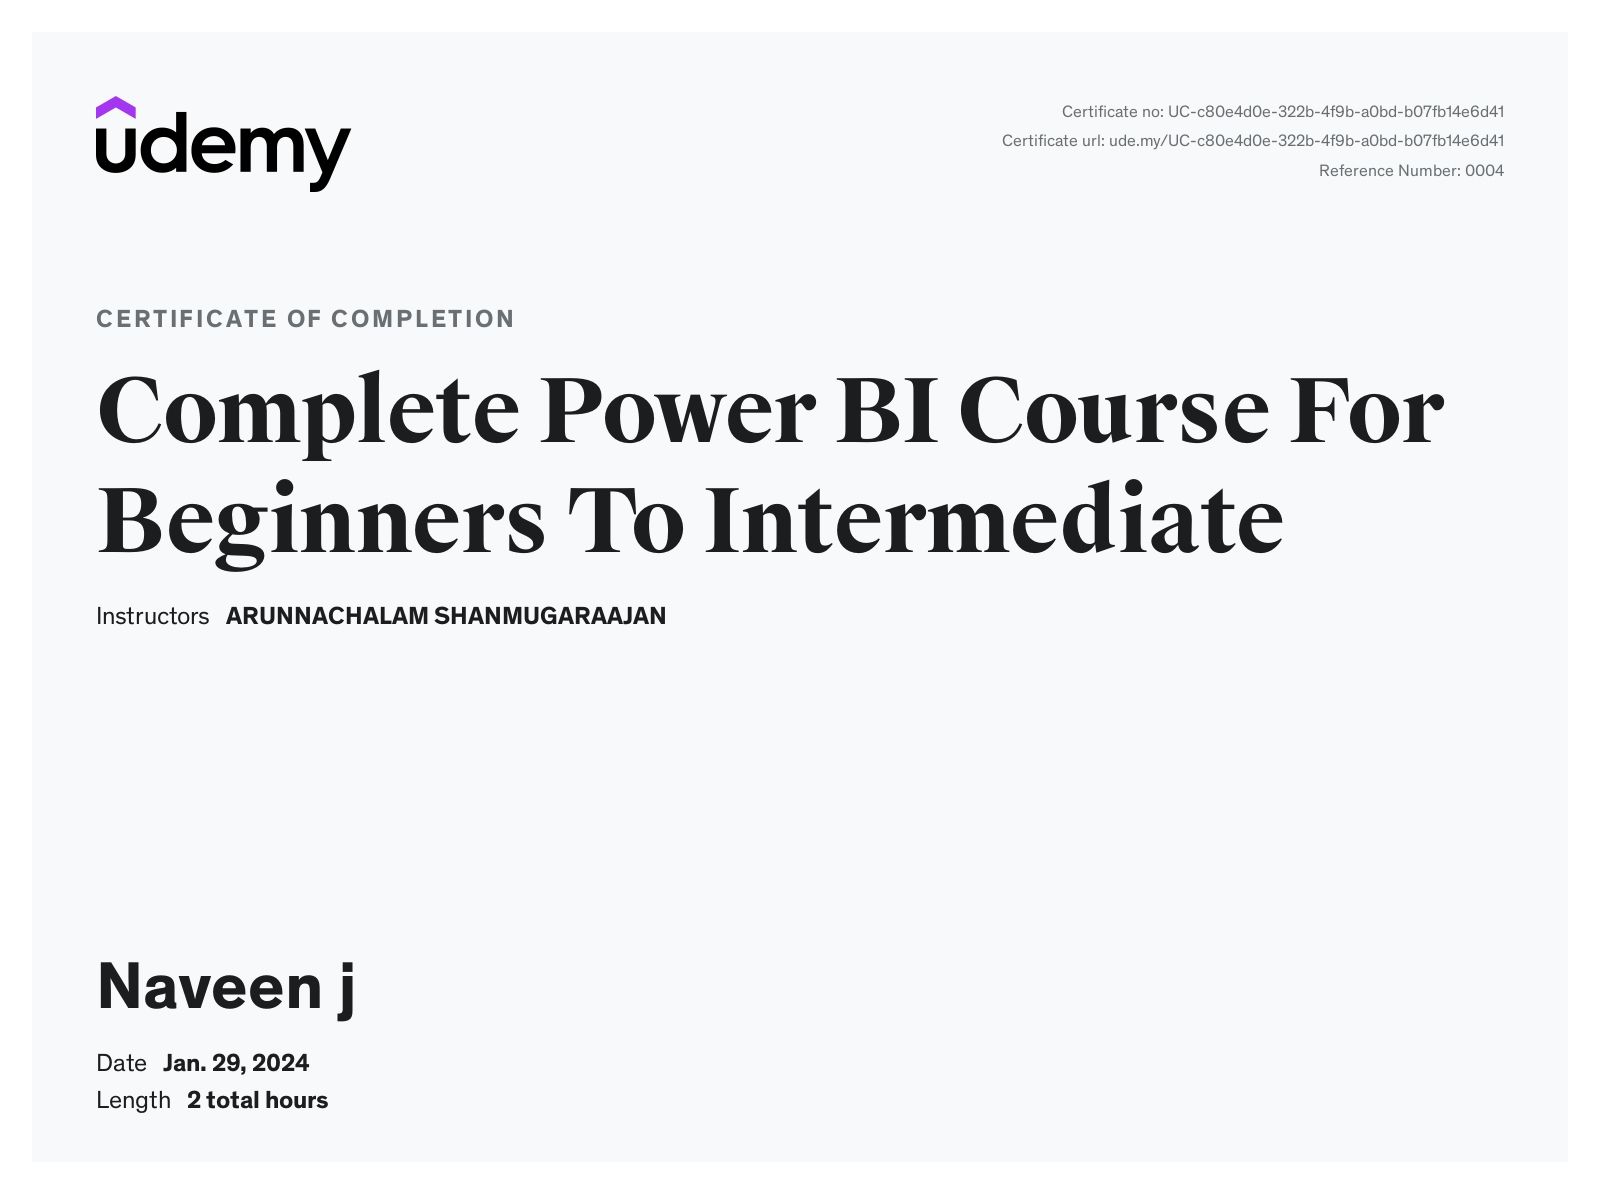 udemy
Certificate no: UC-c80e4d0e-322b-4f9b-a0bd-b07fb14e6d41
Certificate url: ude.my/UC-c80e4d0e-322b-4f9b-a0bd-b07fb14e6d41
Reference Number: 0004
CERTIFICATE OF COMPLETION
Complete Power BI Course For
Beginners To Intermediate
Instructors ARUNNACHALAM SHANMUGARAAJAN
Naveen j
Date Jan. 29, 2024
Length 2 total hours